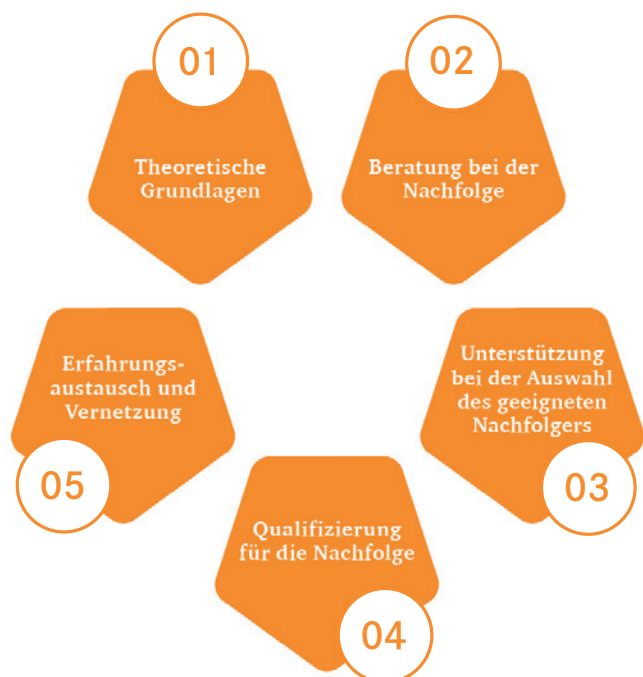 01
Theoretische
Grundlagen
02
Beratung bei der
Nachfolge
Unterstützung
bei der Auswahl
des geeigneten
Nachfolgers
03
Qualifizierung
für die Nachfolge
04
Erfahrungs-
austausch und
Vernetzung
05